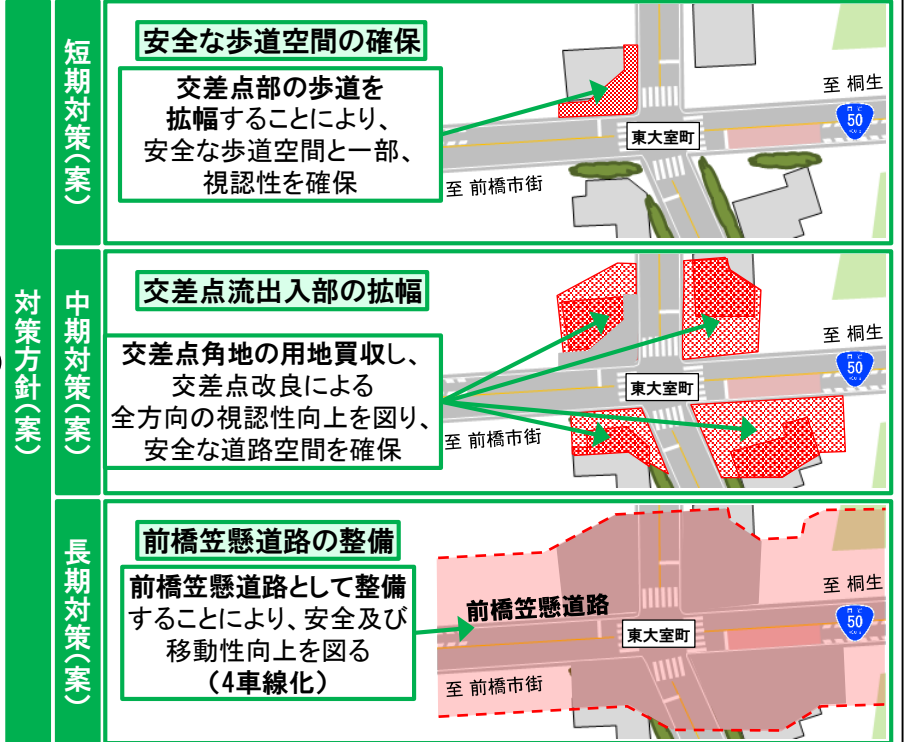 対策方針(案)
短期対策(案)
安全な歩道空間の確保
交差点部の歩道を
拡幅することにより、
安全な歩道空間と一部、
視認性を確保
至 桐生
50
東大室町
至 前橋市街
中期対策(案)
交差点流出入部の拡幅
交差点角地の用地買収し、
交差点改良による
全方向の視認性向上を図り、
安全な道路空間を確保
至 桐生
50
東大室町
至 前橋市街
長期対策(案)
前橋笠懸道路の整備
前橋笠懸道路として整備
することにより、安全及び
移動性向上を図る
(4車線化)
前橋笠懸道路
至 桐生
50
東大室町
至 前橋市街